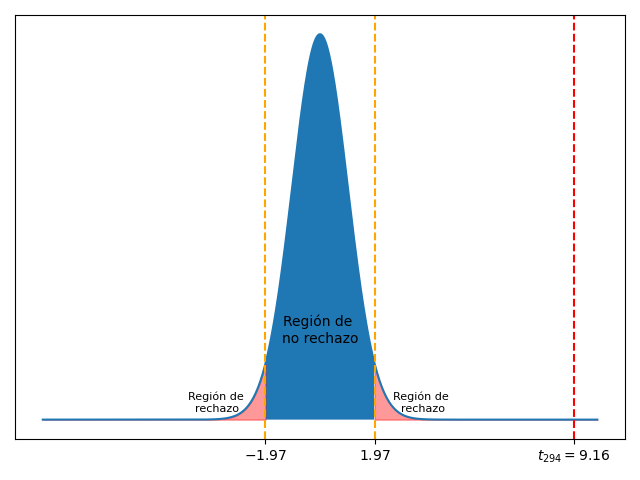 Región de
no rechazo
Región de
rechazo
Región de
rechazo
−1.97
1.97
t₂₉₄ = 9.16